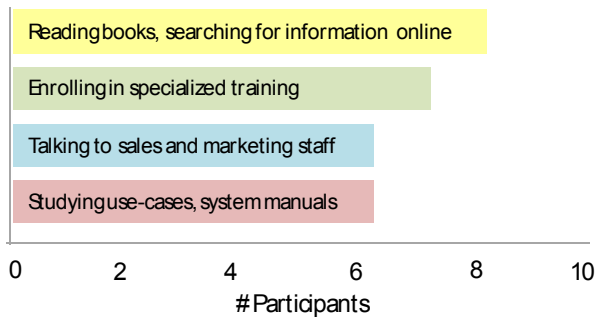 Reading books, searching for information online
Enrolling in specialized training
Talking to sales and marketing staff
Studying use-cases, system manuals
0 2 4 6 8 10
# Participants